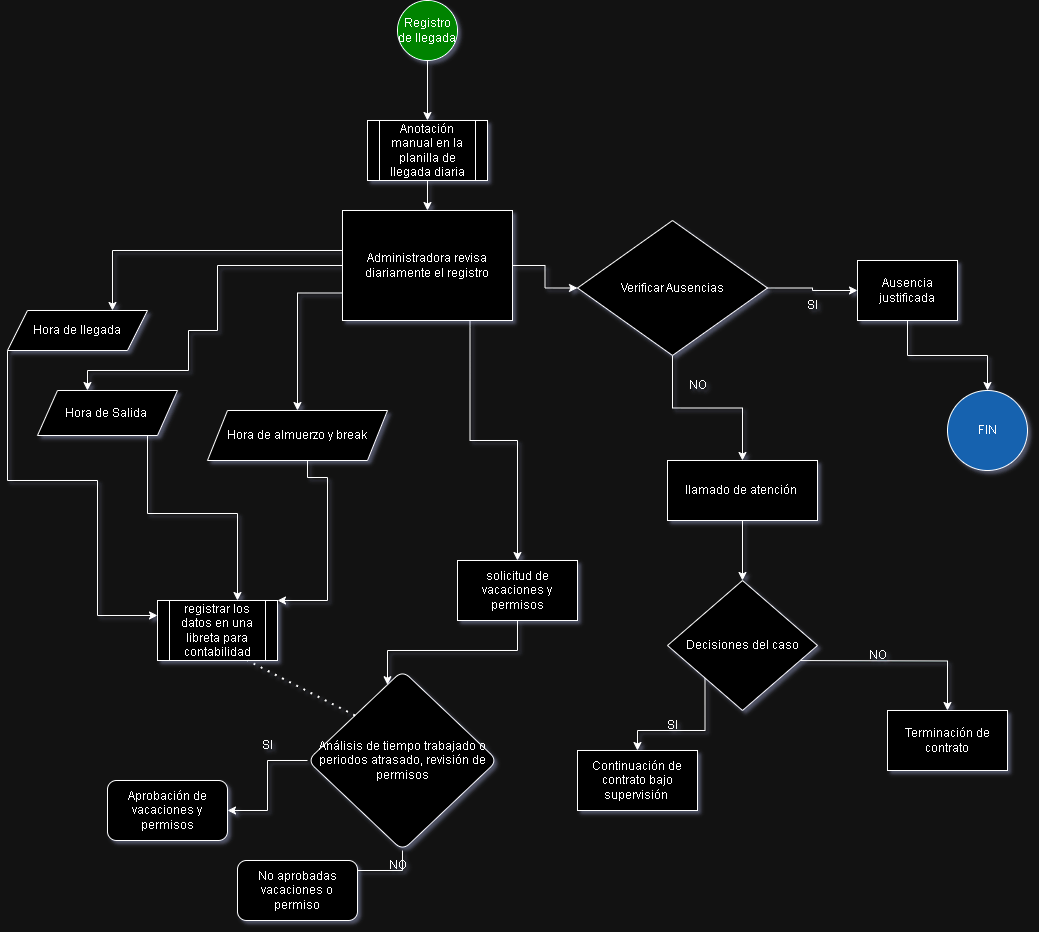 Registro
de llegada
Anotación
manual en la
planilla de
llegada diaria
Administradora revisa
diariamente el registro
Verificar Ausencias
SI
Ausencia
justificada
FIN
NO
Hora de llegada
Hora de Salida
Hora de almuerzo y break
llamado de atención
solicitud de
vacaciones y
permisos
registrar los
datos en una
libreta para
contabilidad
Decisiones del caso
NO
Terminación de
contrato
SI
Continuación de
contrato bajo
supervisión
Análisis de tiempo trabajado o
periodos atrasado, revisión de
permisos
SI
Aprobación de
vacaciones y
permisos
NO
No aprobadas
vacaciones o
permiso